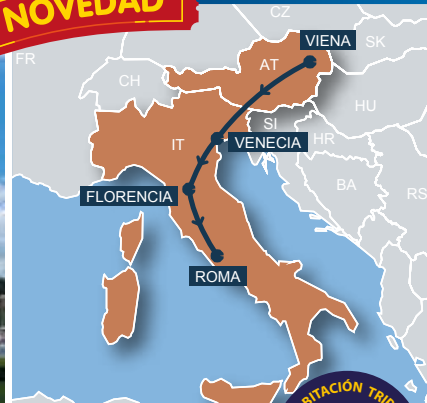 NOVEDAD
CZ
VIENA
SK
FR
AT
CH
HU
SI
IT
VENECIA
HR
FLORENCIA
BA
RS
ROMA